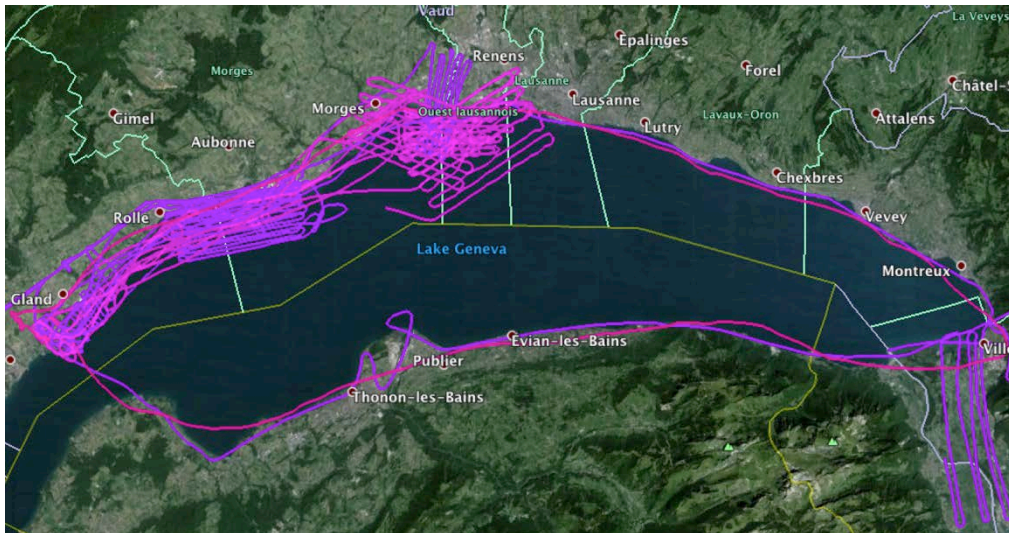 Vaud
La Veveys
Renens
Epalinges
Forel
Morges
Lausanne
Châtel-S
Morges
Lausanne
Gimel
Ouest lausannois
Lavaux-Oron
Attalens
Lutry
Aubonne
Chexbres
Rolle
Vevey
Lake Geneva
Montreux
Gland
Evian-les-Bains
Ville
Publier
Thonon-les-Bains